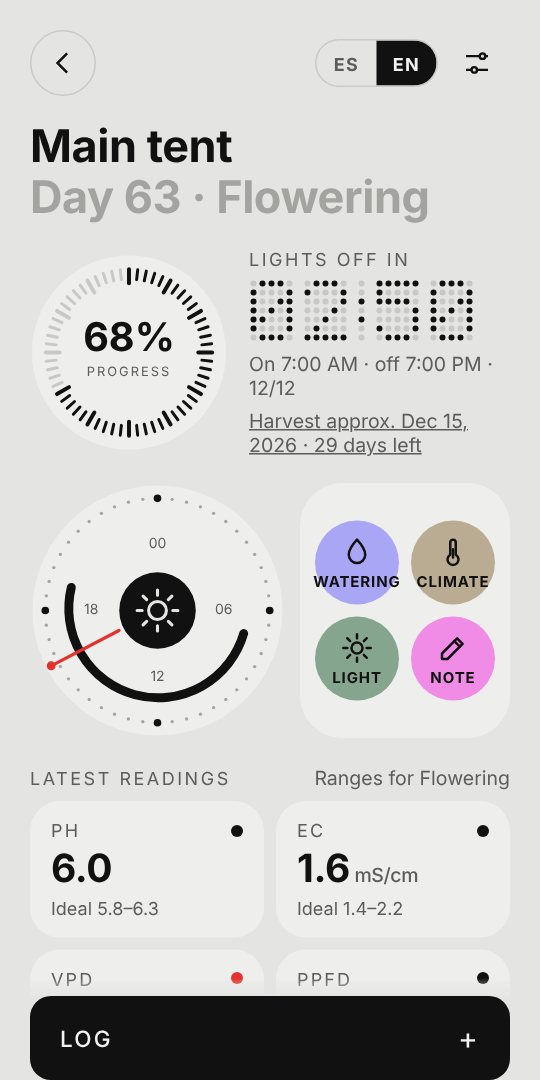 ES EN
Main tent
Day 63 · Flowering
68%
PROGRESS
LIGHTS OFF IN
02:50
On 7:00 AM · off 7:00 PM ·
12/12
Harvest approx. Dec 15,
2026 · 29 days left
00
18 06
12
WATERING CLIMATE
LIGHT NOTE
LATEST READINGS Ranges for Flowering
PH
6.0
Ideal 5.8–6.3
EC
1.6 mS/cm
Ideal 1.4–2.2
VPD PPFD
LOG +